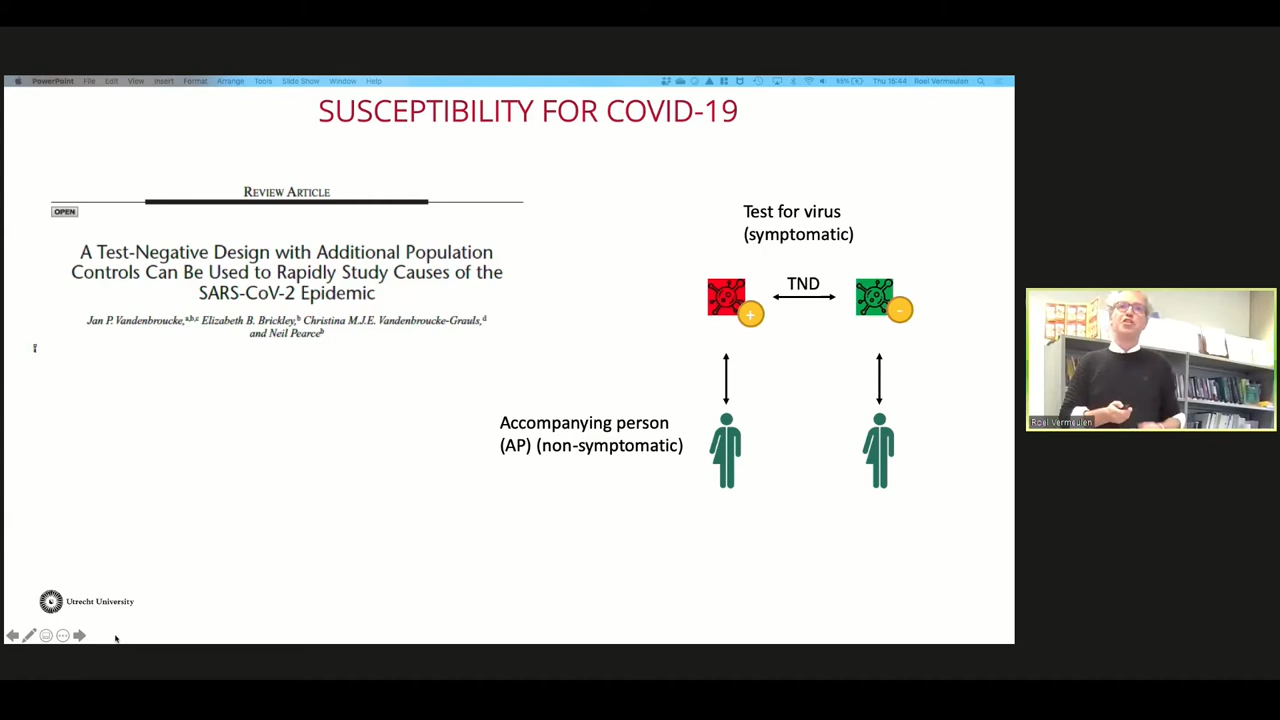 PowerPoint File Edit View Insert Format Arrange Tools Slide Show Window Help
Thu 15:44 Roel Vermeulen
SUSCEPTIBILITY FOR COVID-19
REVIEW ARTICLE
OPEN
A Test-Negative Design with Additional Population
Controls Can Be Used to Rapidly Study Causes of the
SARS-CoV-2 Epidemic
Jan P. Vandenbroucke,a,b,c Elizabeth B. Brickley,b Christina M.J.E. Vandenbroucke-Grauls,d
and Neil Pearceb
Test for virus
(symptomatic)
TND
+
-
Accompanying person
(AP) (non-symptomatic)
Utrecht University
Roel Vermeulen